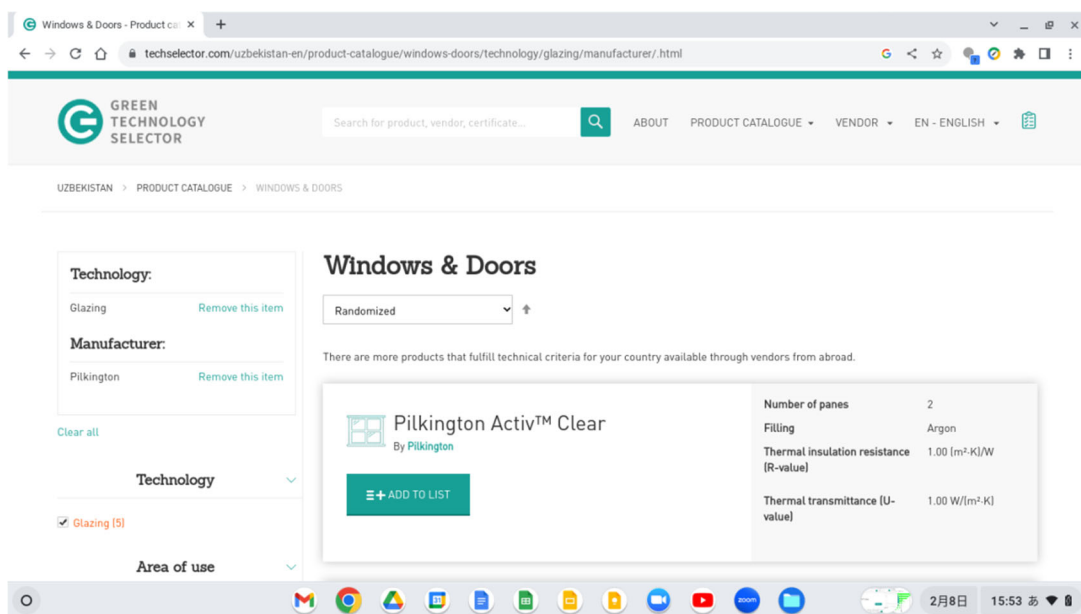 Windows & Doors - Product ca
techselector.com/uzbekistan-en/product-catalogue/windows-doors/technology/glazing/manufacturer/.html
GREEN
TECHNOLOGY
SELECTOR
Search for product, vendor, certificate...
ABOUT
PRODUCT CATALOGUE
VENDOR
EN - ENGLISH
UZBEKISTAN > PRODUCT CATALOGUE > WINDOWS & DOORS
Technology:
Glazing Remove this item
Manufacturer:
Pilkington Remove this item
Clear all
Technology
Glazing (5)
Area of use
Windows & Doors
Randomized
There are more products that fulfill technical criteria for your country available through vendors from abroad.
Pilkington Activ™ Clear
By Pilkington
ADD TO LIST
Number of panes 2
Filling Argon
Thermal insulation resistance 1.00 (m²·K)/W
(R-value)
Thermal transmittance (U- 1.00 W/(m²·K)
value)
31
zoom
2月8日 15:53 あ